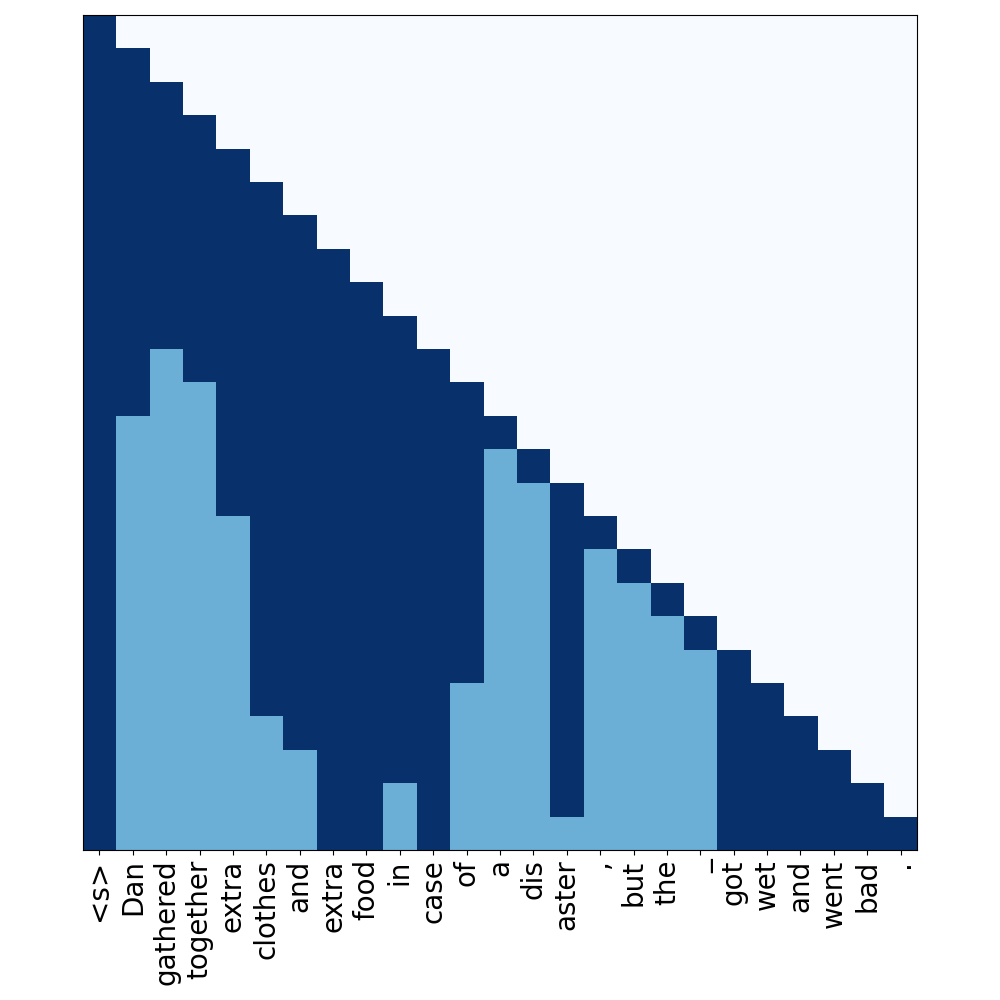 <s> Dan gathered together extra clothes and extra food in case of a dis aster , but the _ got wet and went bad .